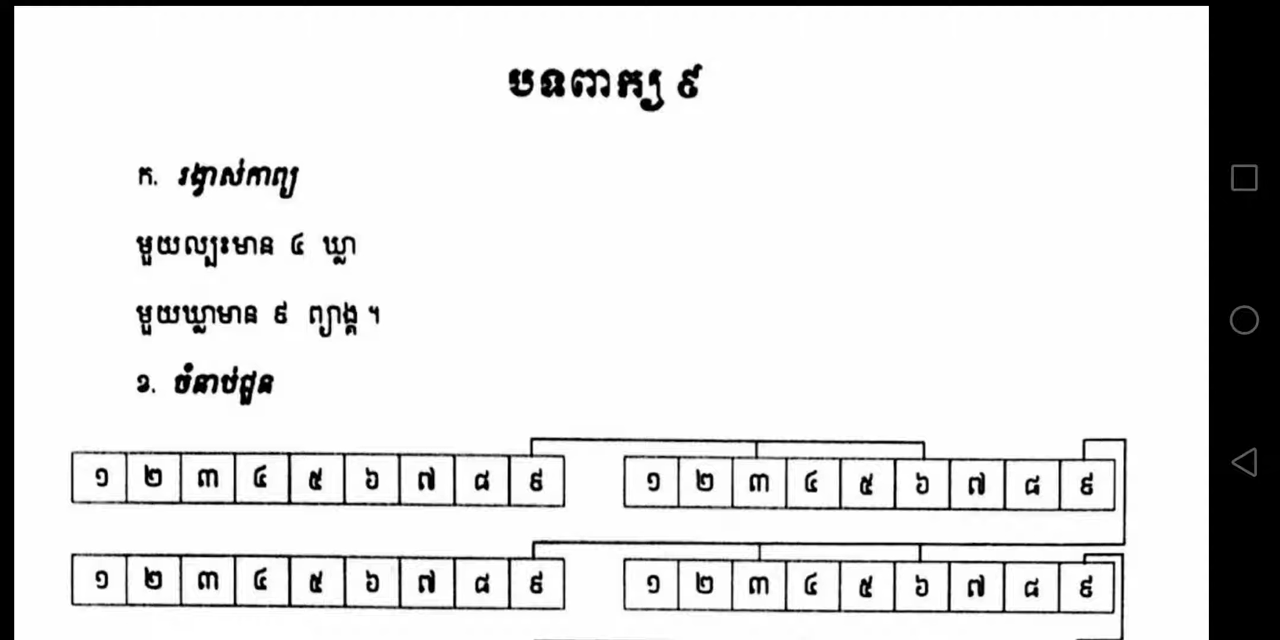 បទពាក្យ ៩
ក. រង្វាស់កាព្យ
មួយល្បះមាន ៤ ឃ្លា
មួយឃ្លាមាន ៩ ព្យាង្គ ។
ខ. ចំនាប់ជួន
១ ២ ៣ ៤ ៥ ៦ ៧ ៨ ៩ ១ ២ ៣ ៤ ៥ ៦ ៧ ៨ ៩
១ ២ ៣ ៤ ៥ ៦ ៧ ៨ ៩ ១ ២ ៣ ៤ ៥ ៦ ៧ ៨ ៩